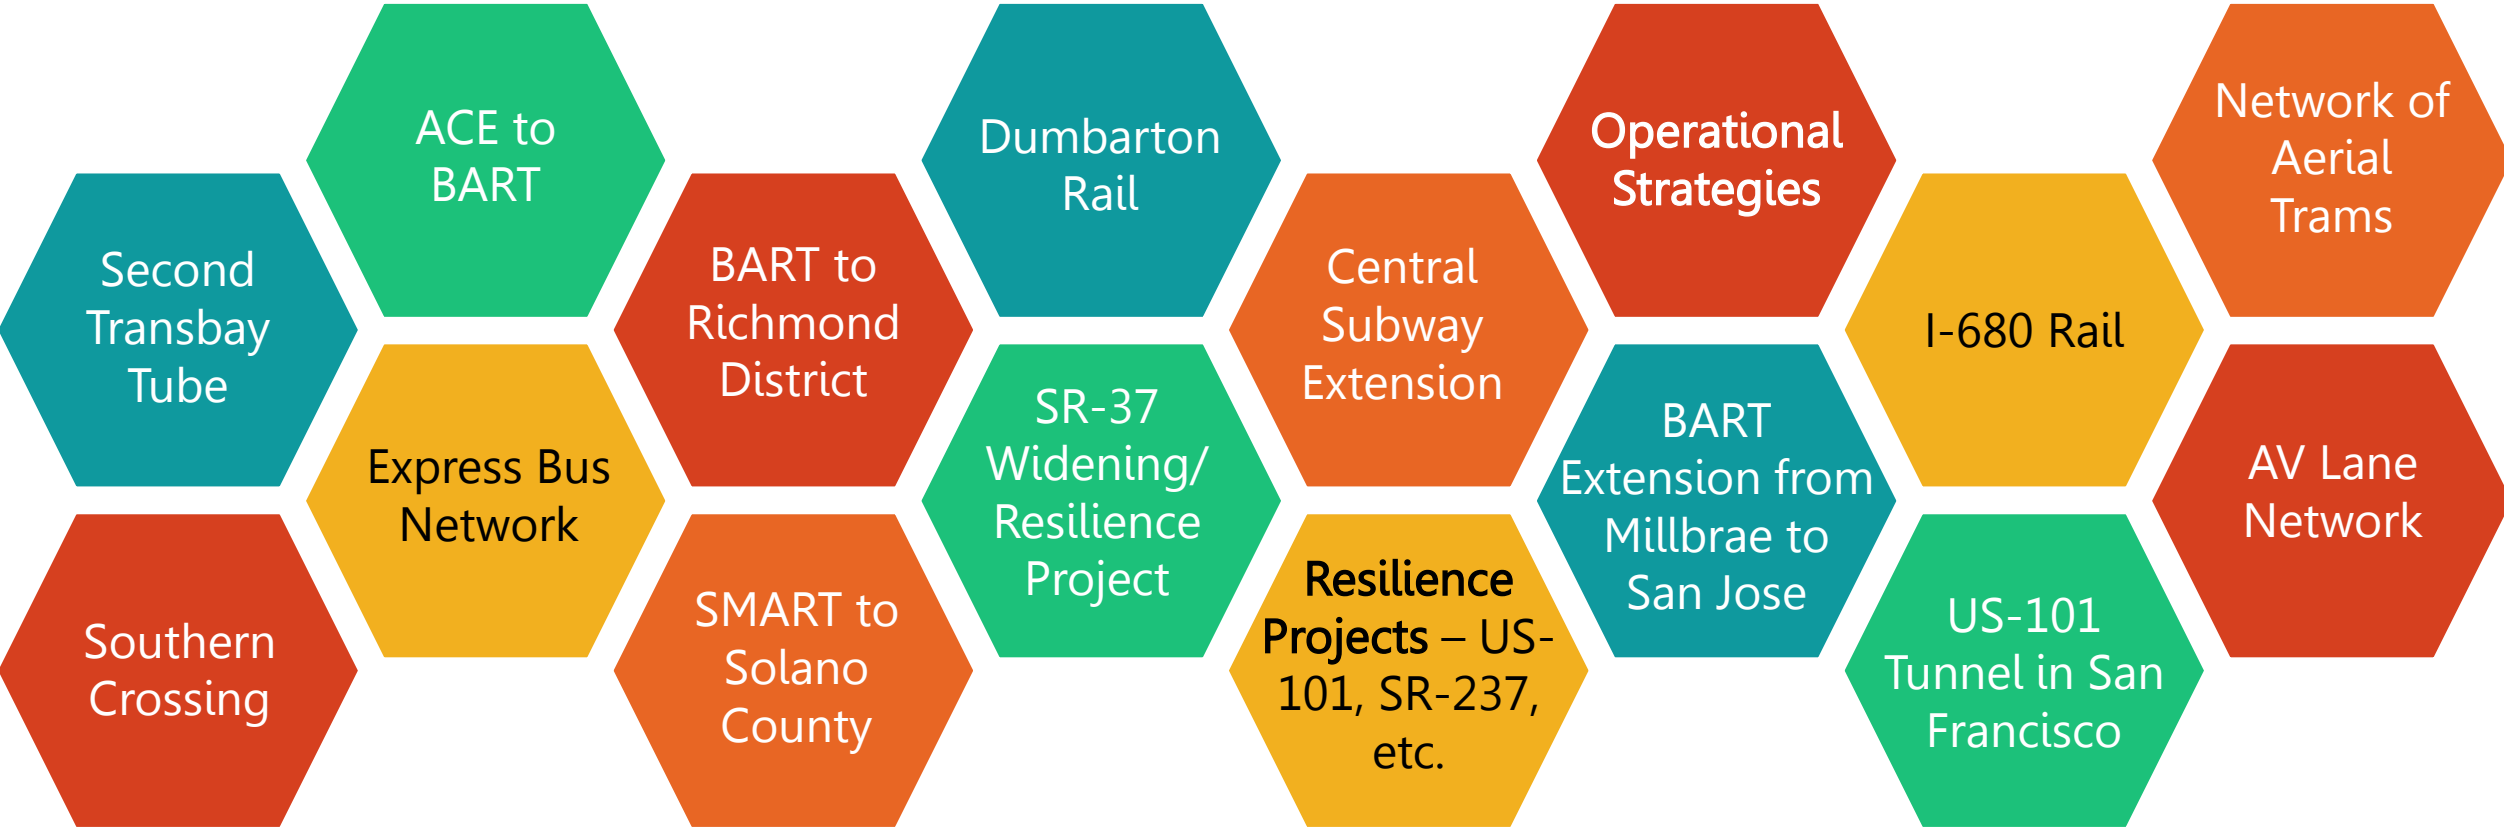 Second
Transbay
Tube
Southern
Crossing
ACE to
BART
Express Bus
Network
BART to
Richmond
District
SMART to
Solano
County
Dumbarton
Rail
SR-37
Widening/
Resilience
Project
Central
Subway
Extension
Resilience
Projects – US-
101, SR-237,
etc.
Operational
Strategies
BART
Extension from
Millbrae to
San Jose
I-680 Rail
US-101
Tunnel in San
Francisco
Network of
Aerial
Trams
AV Lane
Network